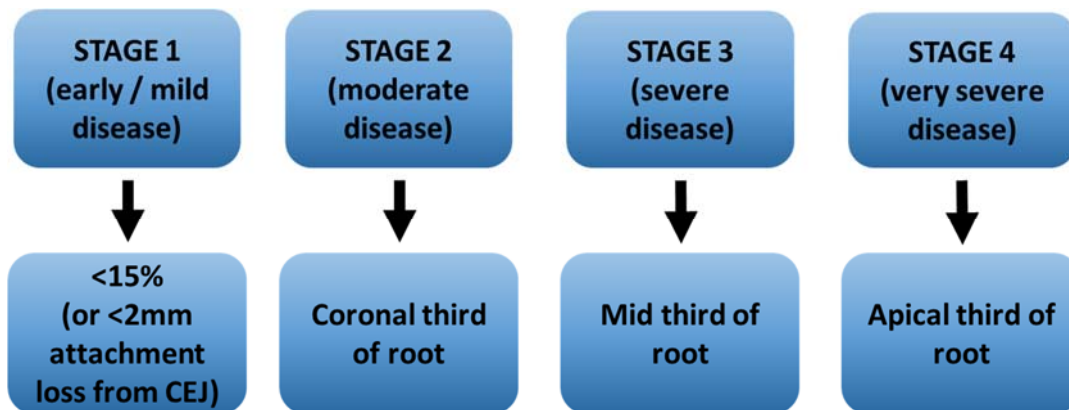 STAGE 1
(early / mild
disease)
STAGE 2
(moderate
disease)
STAGE 3
(severe
disease)
STAGE 4
(very severe
disease)
<15%
(or <2mm
attachment
loss from CEJ)
Coronal third
of root
Mid third of
root
Apical third of
root